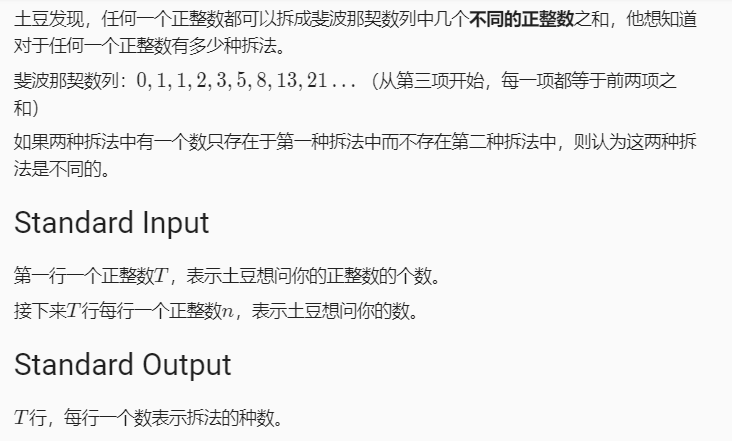 土豆发现，任何一个正整数都可以拆成斐波那契数列中几个不同的正整数之和，他想知道
对于任何一个正整数有多少种拆法。
斐波那契数列：0, 1, 1, 2, 3, 5, 8, 13, 21 . . . （从第三项开始，每一项都等于前两项之
和）
如果两种拆法中有一个数只存在于第一种拆法中而不存在第二种拆法中，则认为这两种拆
法是不同的。
Standard Input
第一行一个正整数T，表示土豆想问你的正整数的个数。
接下来T行每行一个正整数n，表示土豆想问你的数。
Standard Output
T行，每行一个数表示拆法的种数。